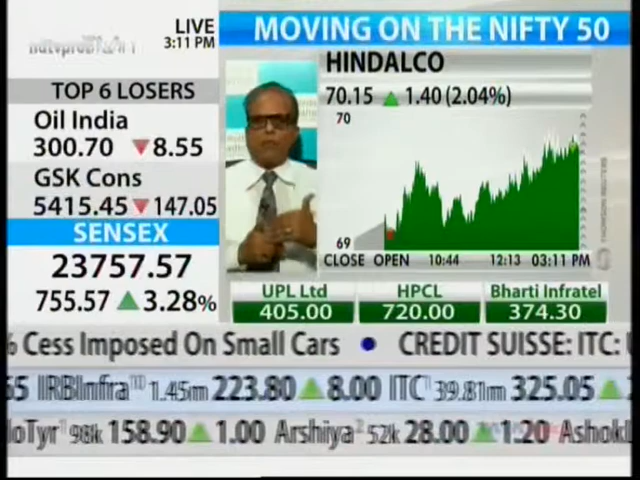 LIVE
3:11 PM
MOVING ON THE NIFTY 50
HINDALCO
70.15 ▲ 1.40 (2.04%)
70
69
CLOSE OPEN 10:44 12:13 03:11 PM
TOP 6 LOSERS
Oil India
300.70 ▼8.55
GSK Cons
5415.45 ▼147.05
SENSEX
23757.57
755.57 ▲ 3.28%
UPL Ltd HPCL Bharti Infratel
405.00 720.00 374.30
% Cess Imposed On Small Cars • CREDIT SUISSE: ITC:
65 IRBInfra 1.45m 223.80 ▲ 8.00 ITC 39.81m 325.05 ▲
loTyr 98k 158.90 ▲ 1.00 Arshiya 52k 28.00 ▲ 1.20 AshokL